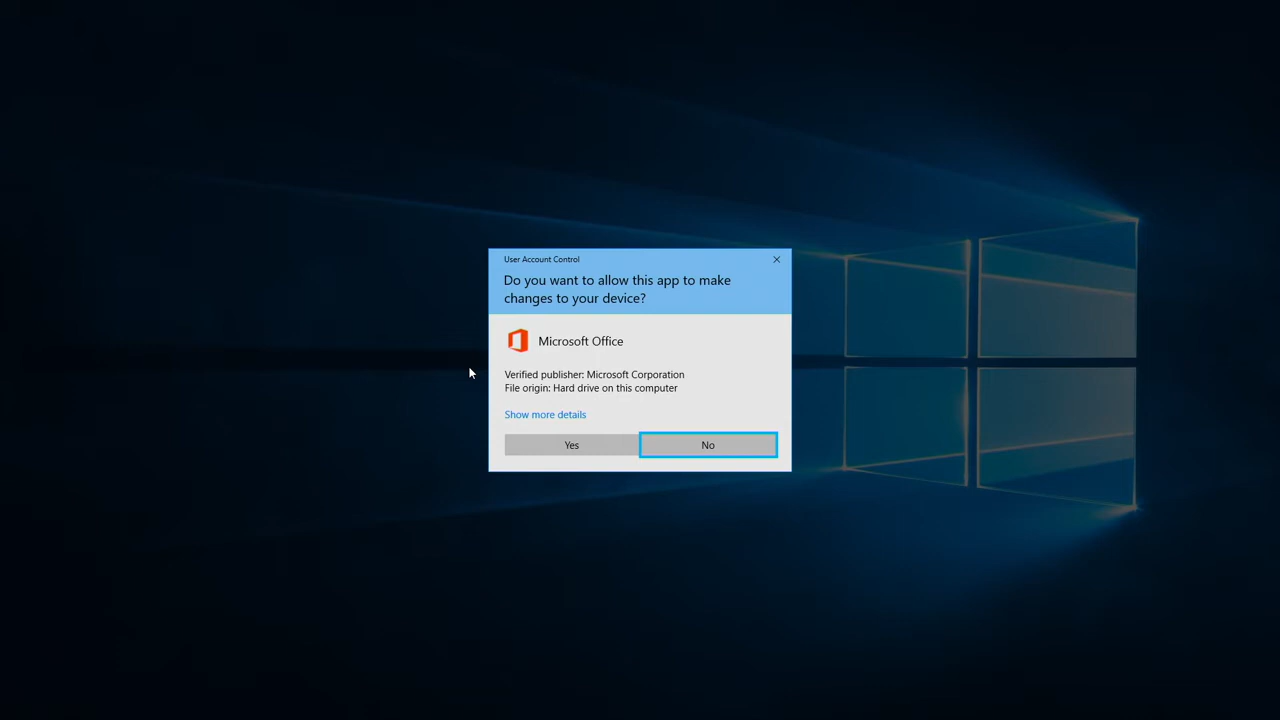 User Account Control
Do you want to allow this app to make
changes to your device?
Microsoft Office
Verified publisher: Microsoft Corporation
File origin: Hard drive on this computer
Show more details
Yes
No